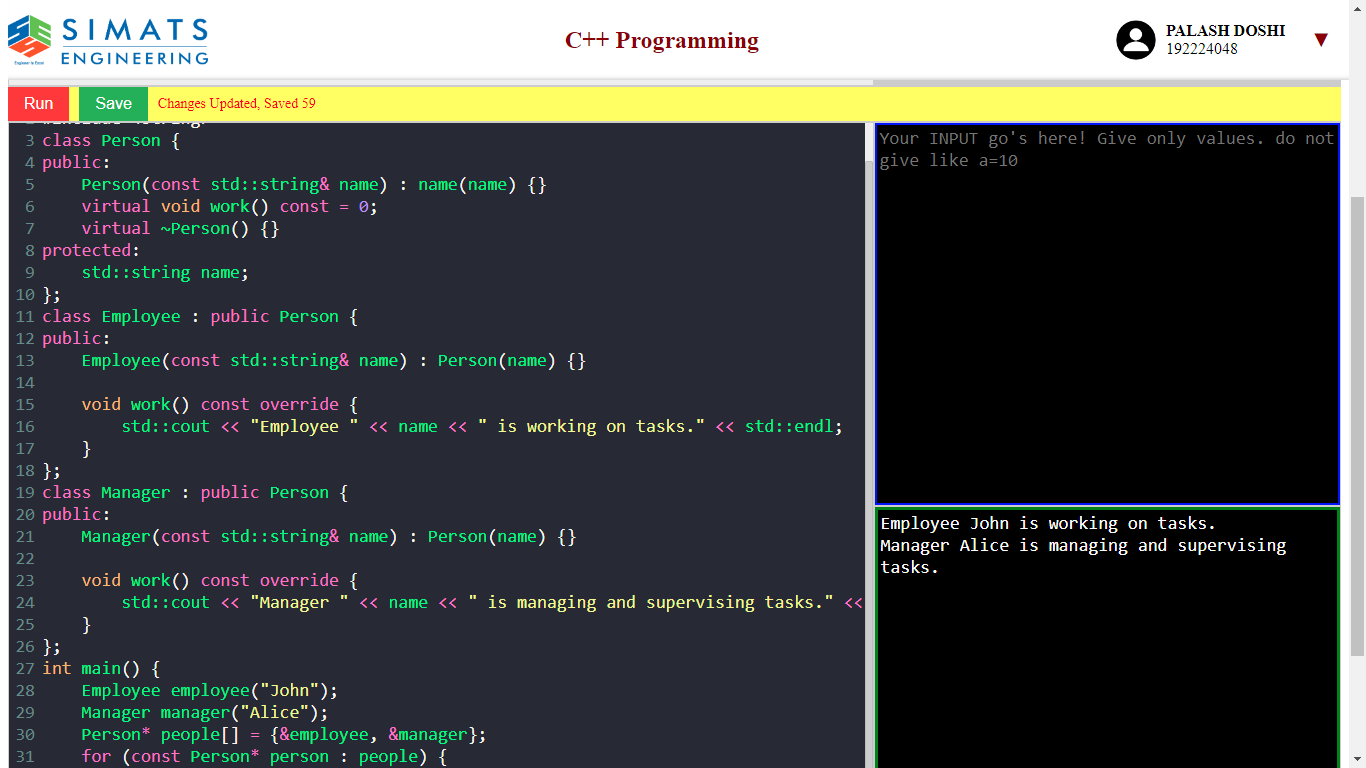 SIMATS
ENGINEERING
Engineer to Excel
C++ Programming
PALASH DOSHI
192224048
▼
Run
Save
Changes Updated, Saved 59
3 class Person {
4 public:
5     Person(const std::string& name) : name(name) {}
6     virtual void work() const = 0;
7     virtual ~Person() {}
8 protected:
9     std::string name;
10 };
11 class Employee : public Person {
12 public:
13     Employee(const std::string& name) : Person(name) {}
14
15     void work() const override {
16         std::cout << "Employee " << name << " is working on tasks." << std::endl;
17     }
18 };
19 class Manager : public Person {
20 public:
21     Manager(const std::string& name) : Person(name) {}
22
23     void work() const override {
24         std::cout << "Manager " << name << " is managing and supervising tasks." <<
25     }
26 };
27 int main() {
28     Employee employee("John");
29     Manager manager("Alice");
30     Person* people[] = {&employee, &manager};
31     for (const Person* person : people) {
Your INPUT go's here! Give only values. do not
give like a=10
Employee John is working on tasks.
Manager Alice is managing and supervising
tasks.